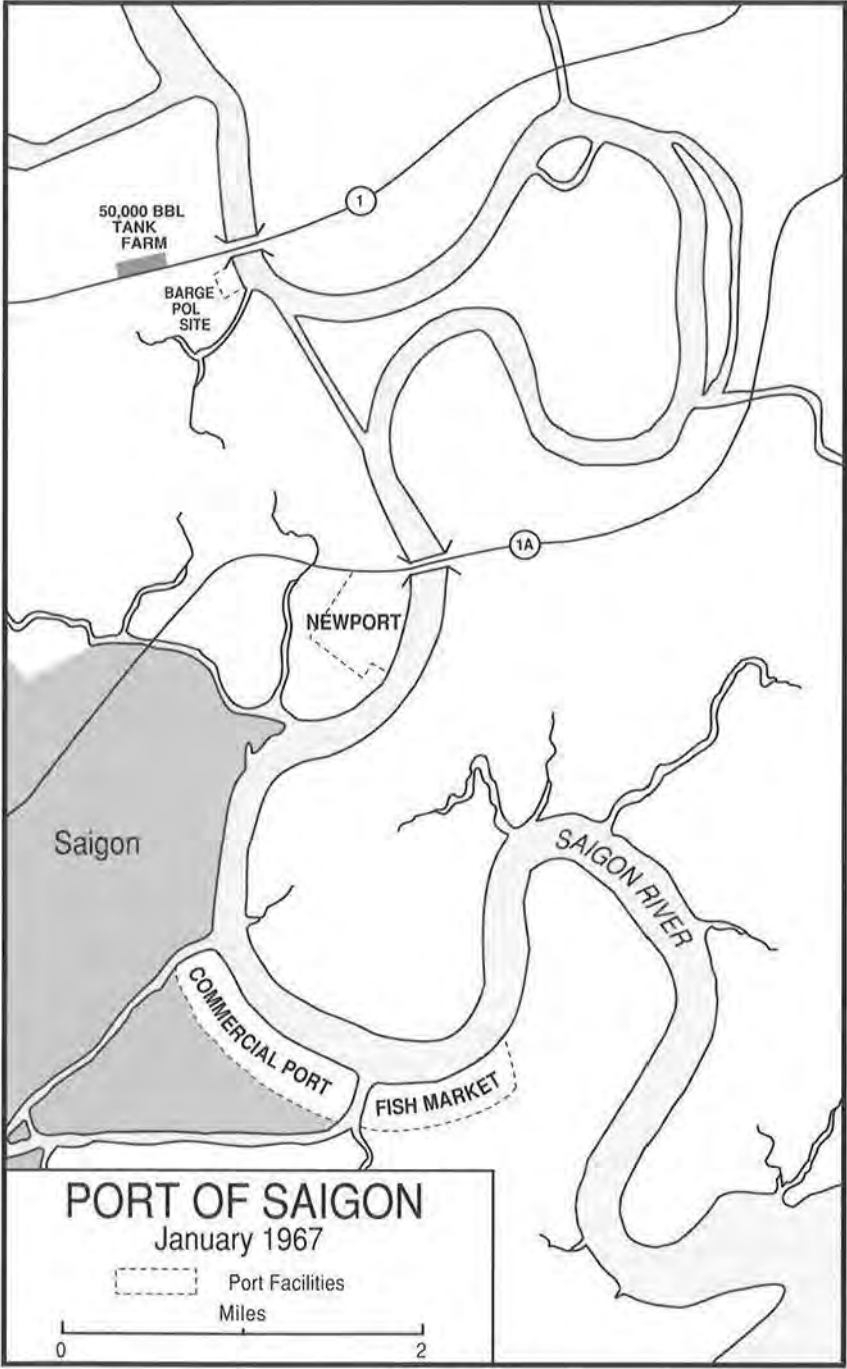 50,000 BBL
TANK
FARM
1
BARGE
POL
SITE
1A
NEWPORT
Saigon
SAIGON RIVER
COMMERCIAL PORT
FISH MARKET
PORT OF SAIGON
January 1967
Port Facilities
Miles
0 2